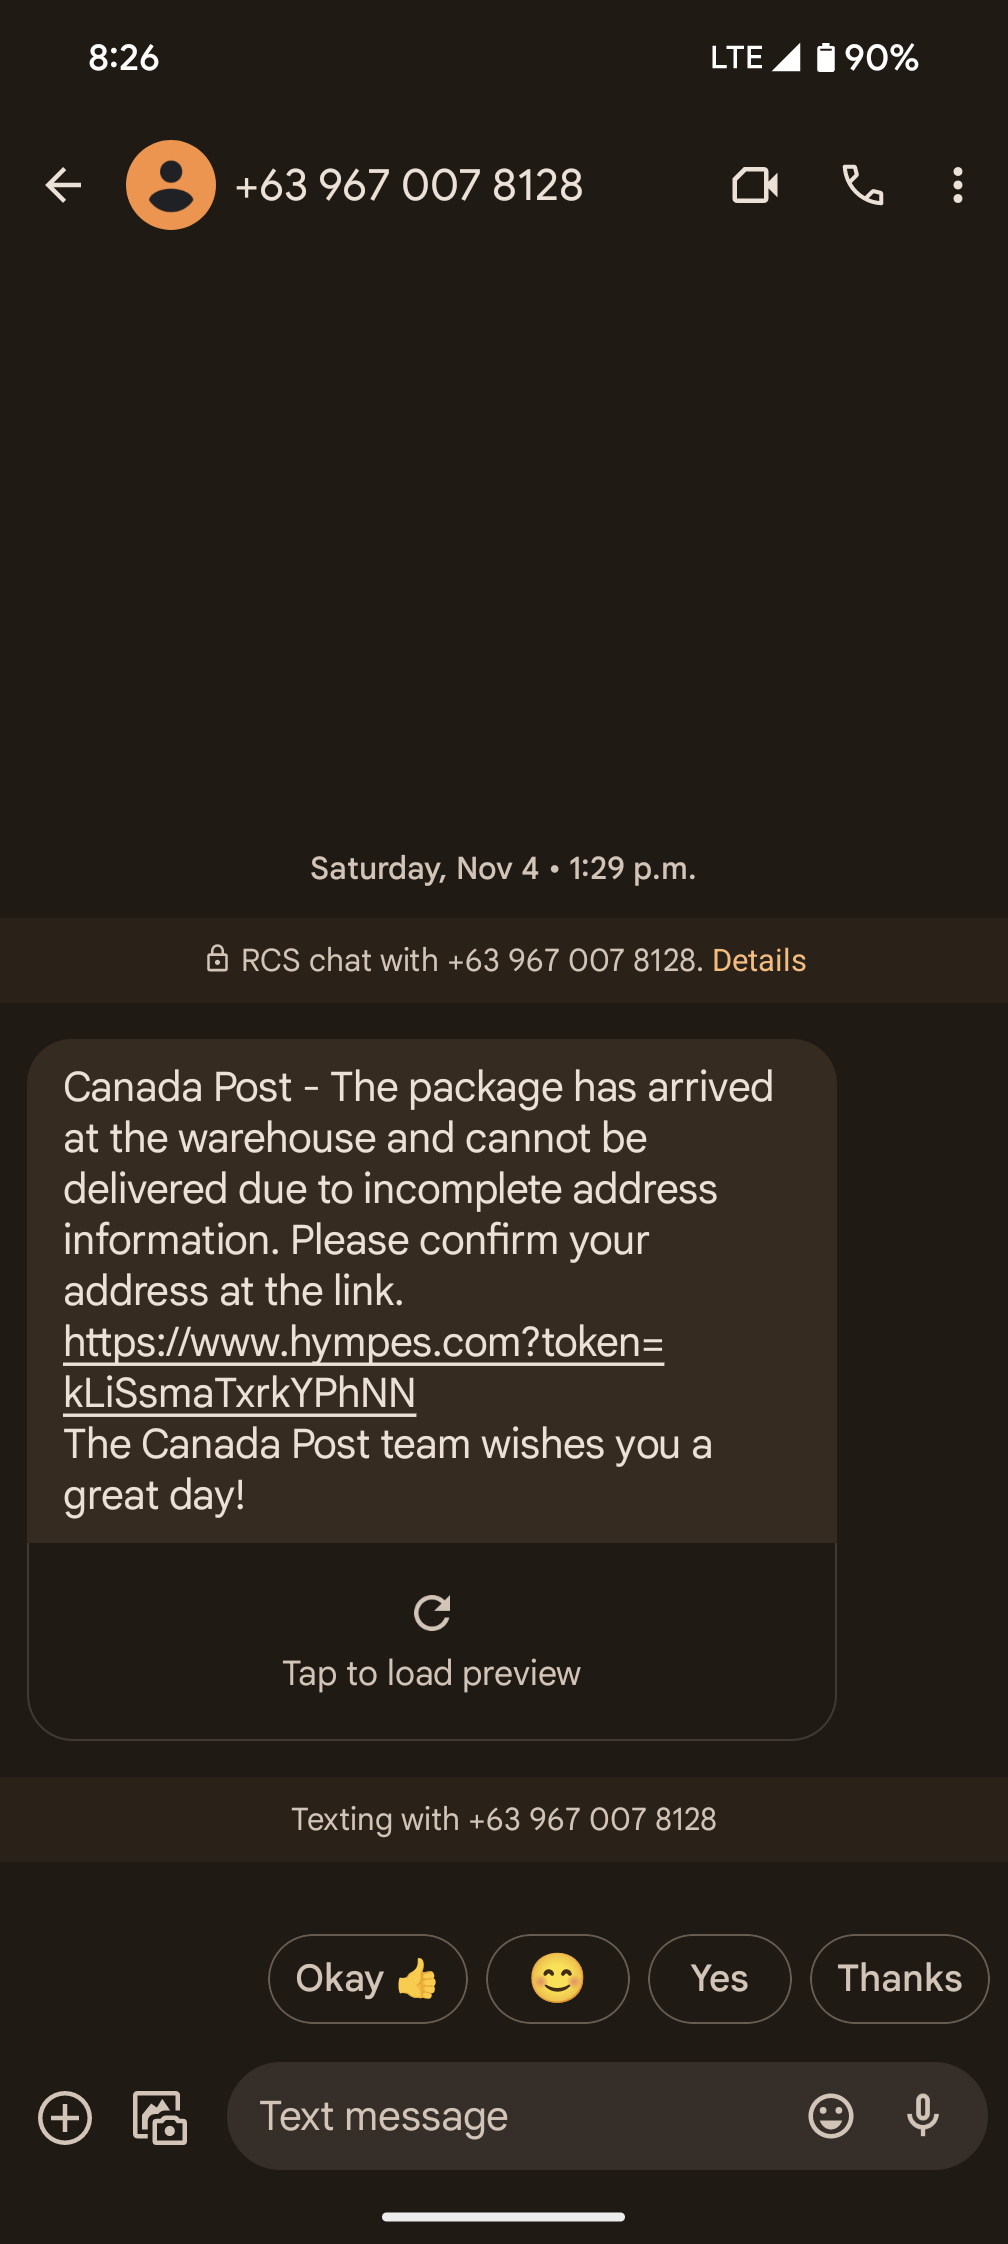 8:26
LTE 90%
+63 967 007 8128
Saturday, Nov 4 • 1:29 p.m.
RCS chat with +63 967 007 8128. Details
Canada Post - The package has arrived
at the warehouse and cannot be
delivered due to incomplete address
information. Please confirm your
address at the link.
https://www.hympes.com?token=
kLiSsmaTxrkYPhNN
The Canada Post team wishes you a
great day!
Tap to load preview
Texting with +63 967 007 8128
Okay 👍 😊 Yes Thanks
Text message